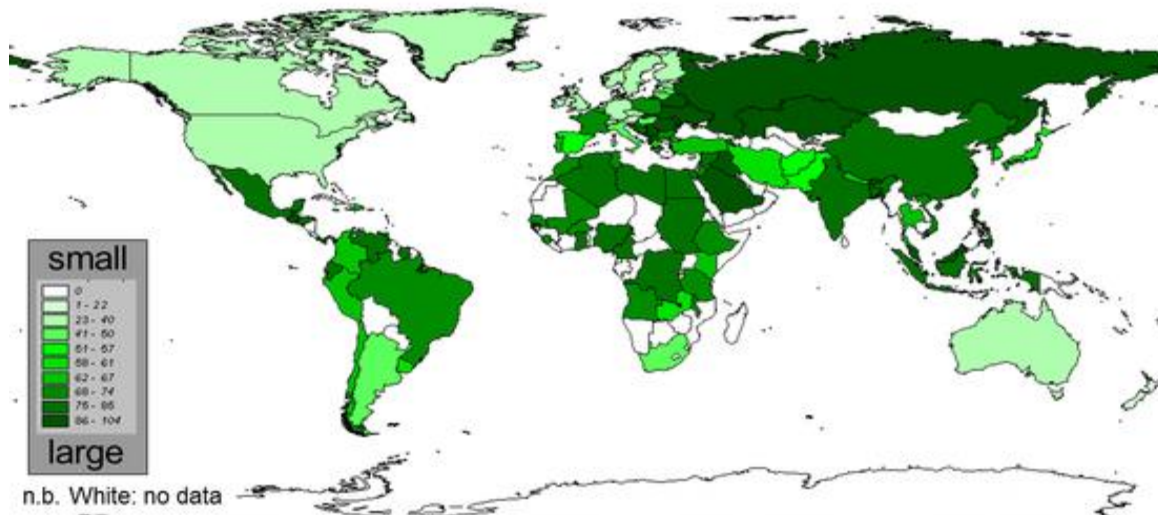 small
0
1 - 22
23 - 40
41 - 50
51 - 57
58 - 61
62 - 67
68 - 74
75 - 85
86 - 104
large
n.b. White: no data